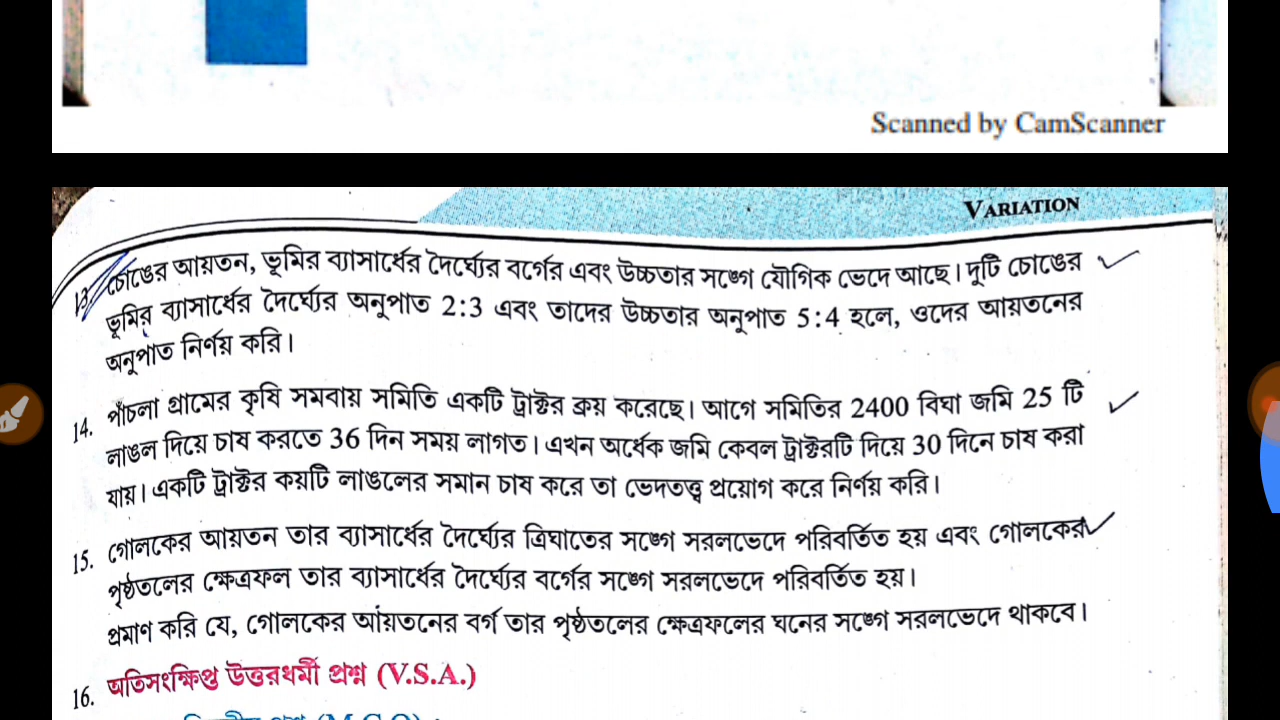 Scanned by CamScanner
VARIATION
13. চোঙের আয়তন, ভূমির ব্যাসার্ধের দৈর্ঘ্যের বর্গের এবং উচ্চতার সঙ্গে যৌগিক ভেদে আছে। দুটি চোঙের
ভূমির ব্যাসার্ধের দৈর্ঘ্যের অনুপাত 2:3 এবং তাদের উচ্চতার অনুপাত 5:4 হলে, ওদের আয়তনের
অনুপাত নির্ণয় করি।
14. পাঁচলা গ্রামের কৃষি সমবায় সমিতি একটি ট্রাক্টর ক্রয় করেছে। আগে সমিতির 2400 বিঘা জমি 25 টি
লাঙল দিয়ে চাষ করতে 36 দিন সময় লাগত। এখন অর্ধেক জমি কেবল ট্রাক্টরটি দিয়ে 30 দিনে চাষ করা
যায়। একটি ট্রাক্টর কয়টি লাঙলের সমান চাষ করে তা ভেদতত্ত্ব প্রয়োগ করে নির্ণয় করি।
15. গোলকের আয়তন তার ব্যাসার্ধের দৈর্ঘ্যের ত্রিঘাতের সঙ্গে সরলভেদে পরিবর্তিত হয় এবং গোলকের
পৃষ্ঠতলের ক্ষেত্রফল তার ব্যাসার্ধের দৈর্ঘ্যের বর্গের সঙ্গে সরলভেদে পরিবর্তিত হয়।
প্রমাণ করি যে, গোলকের আয়তনের বর্গ তার পৃষ্ঠতলের ক্ষেত্রফলের ঘনের সঙ্গে সরলভেদে থাকবে।
16. অতিসংক্ষিপ্ত উত্তরধর্মী প্রশ্ন (V.S.A.)